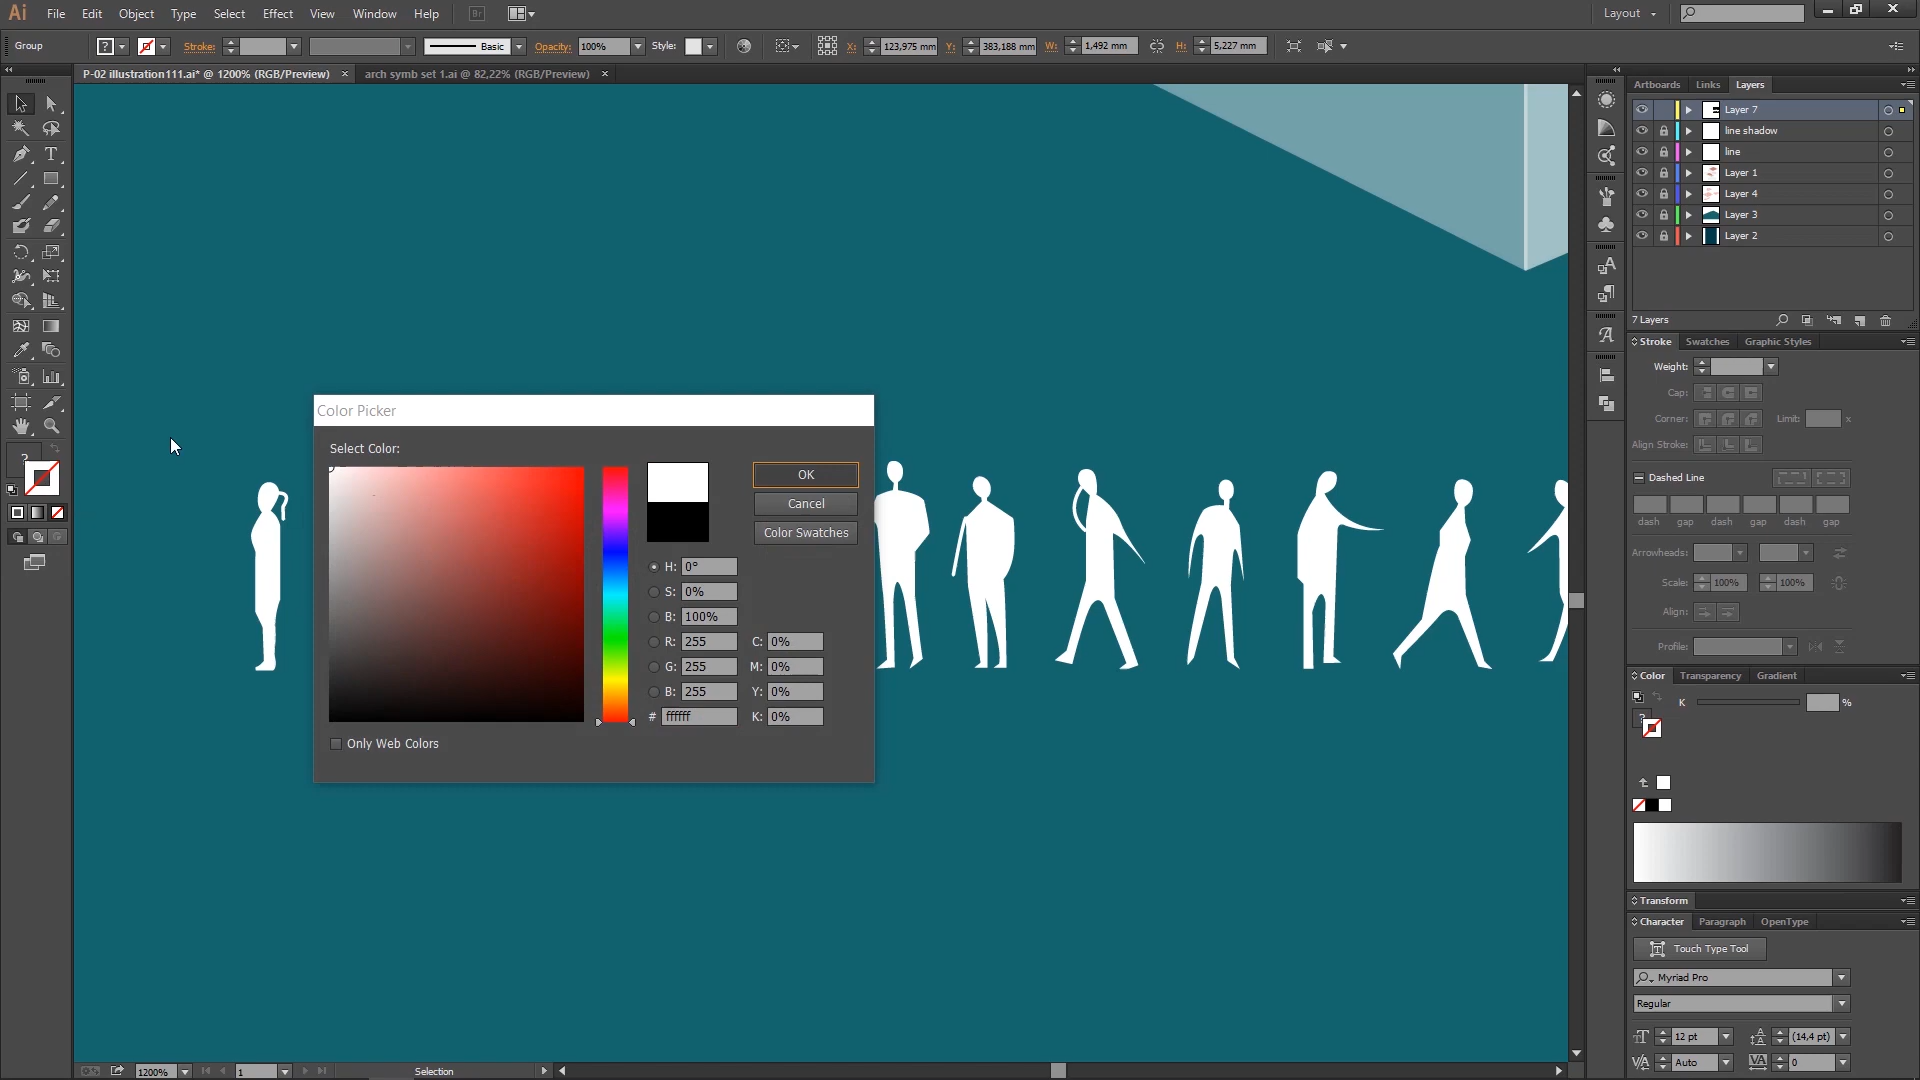 Ai File Edit Object Type Select Effect View Window Help Br Layout
Group ? Stroke: Basic Opacity: 100% Style: X: 123,975 mm Y: 383,188 mm W: 1,492 mm H: 5,227 mm
P-02 illustration111.ai* @ 1200% (RGB/Preview) × arch symb set 1.ai @ 82,22% (RGB/Preview) ×
Artboards Links Layers
Layer 7
line shadow
line
Layer 1
Layer 4
Layer 3
Layer 2
7 Layers
Stroke Swatches Graphic Styles
Weight:
Cap:
Corner: Limit: x
Align Stroke:
Dashed Line
dash gap dash gap dash gap
Arrowheads:
Scale: 100% 100%
Align:
Profile:
Color Transparency Gradient
K %
?
Transform
Character Paragraph OpenType
Touch Type Tool
Myriad Pro
Regular
12 pt (14,4 pt)
Auto 0
Color Picker
Select Color:
OK
Cancel
Color Swatches
H: 0°
S: 0%
B: 100%
R: 255 C: 0%
G: 255 M: 0%
B: 255 Y: 0%
# ffffff K: 0%
Only Web Colors
?
1200% 1 Selection